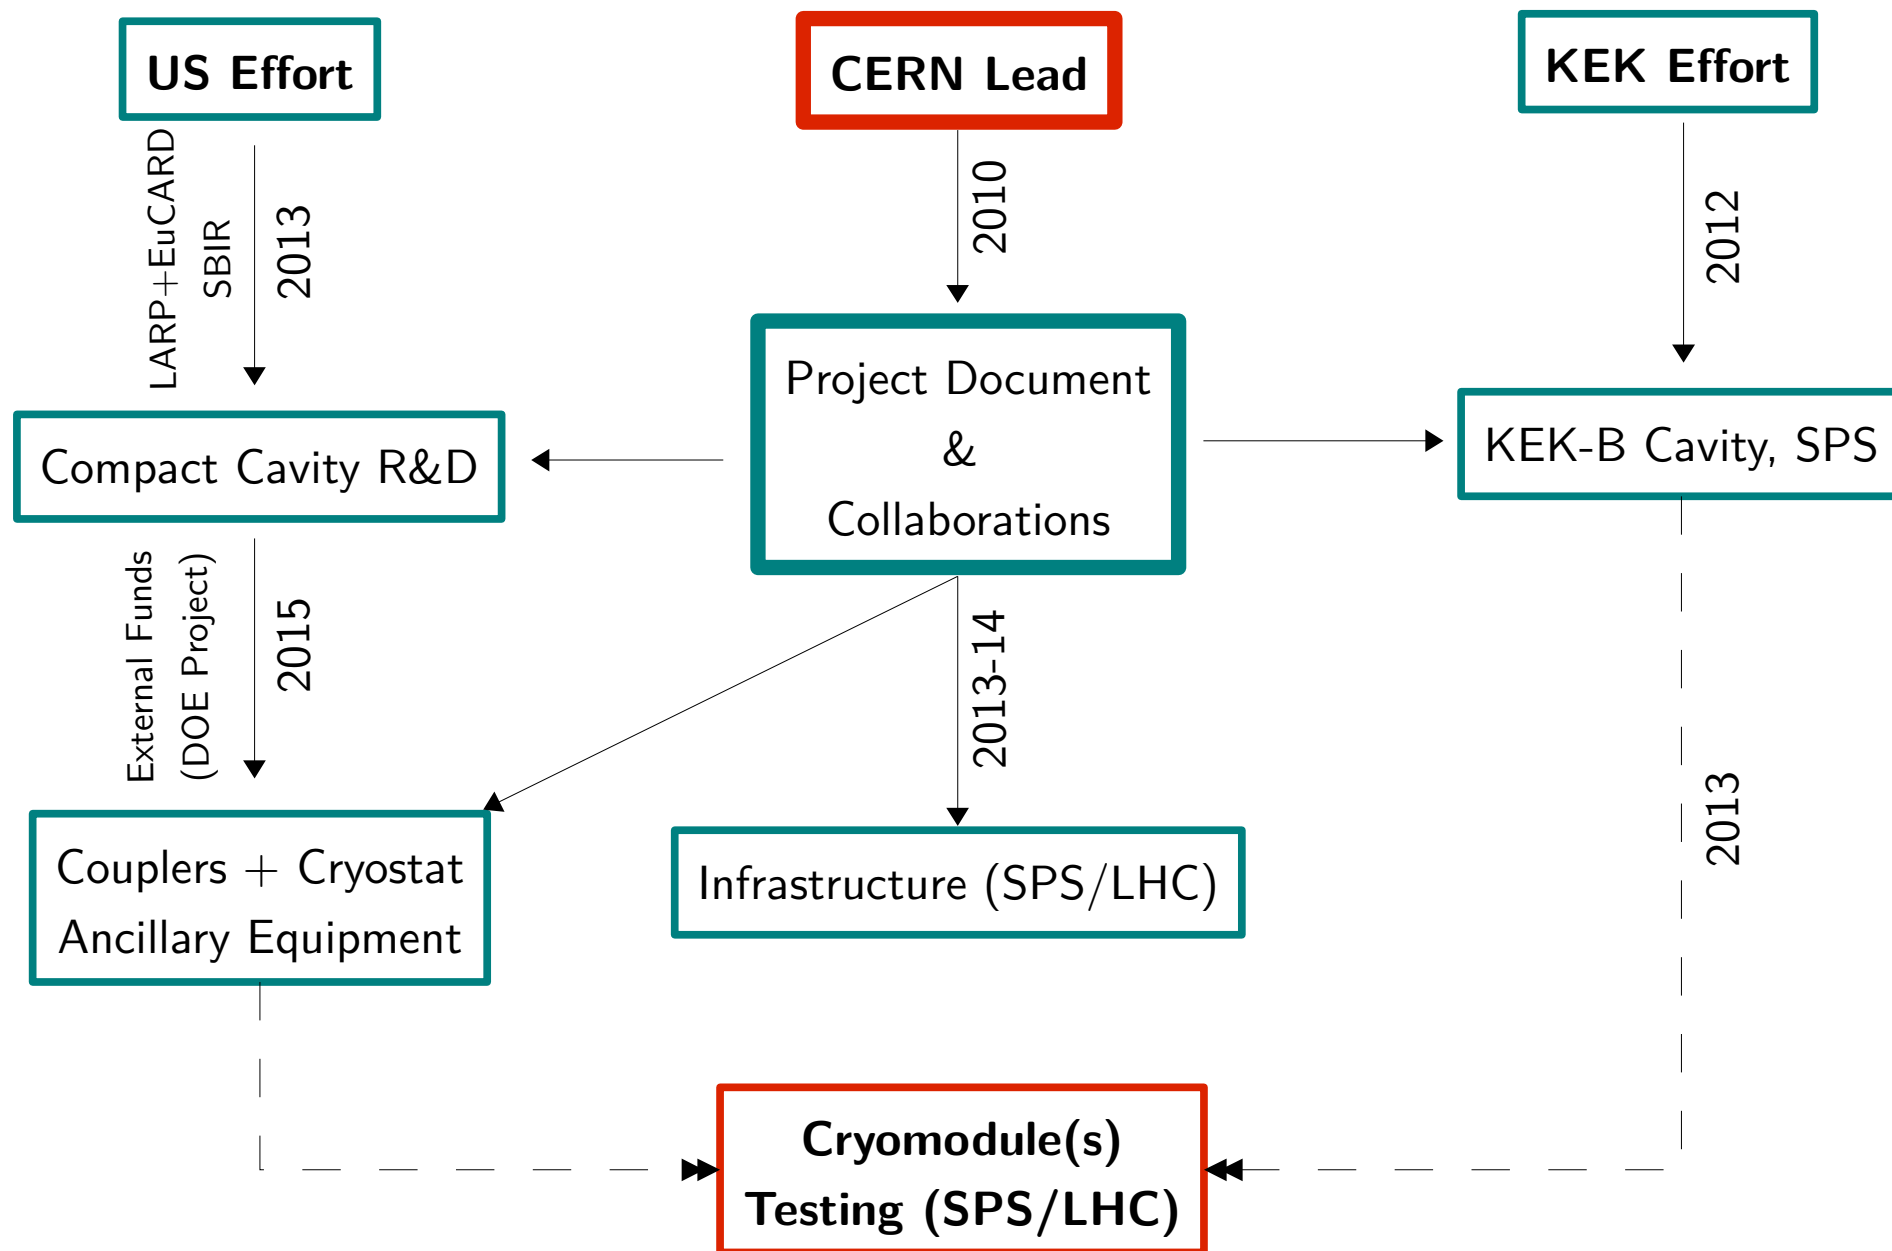 US Effort
CERN Lead
KEK Effort
LARP+EuCARD
SBIR
2013
2010
2012
Project Document
&
Collaborations
Compact Cavity R&D
KEK-B Cavity, SPS
External Funds
(DOE Project)
2015
2013-14
2013
Couplers + Cryostat
Ancillary Equipment
Infrastructure (SPS/LHC)
Cryomodule(s)
Testing (SPS/LHC)